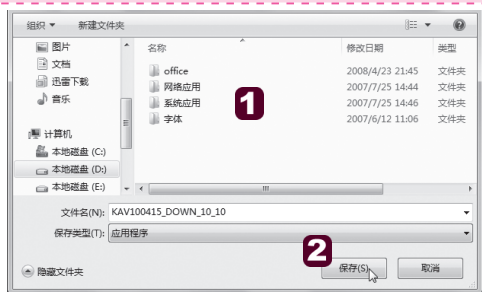 组织 新建文件夹
图片
文档
迅雷下载
音乐
计算机
本地磁盘 (C:)
本地磁盘 (D:)
本地磁盘 (E:)
名称 修改日期 类型
office 2008/4/23 21:45 文件夹
网络应用 2007/7/25 14:44 文件夹
系统应用 2007/7/25 14:46 文件夹
字体 2007/6/12 11:06 文件夹
1
文件名(N): KAV100415_DOWN_10_10
保存类型(T): 应用程序
2
隐藏文件夹 保存(S) 取消